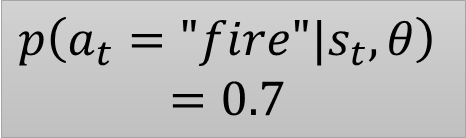 p(a_t = "fire"|s_t, θ)
= 0.7